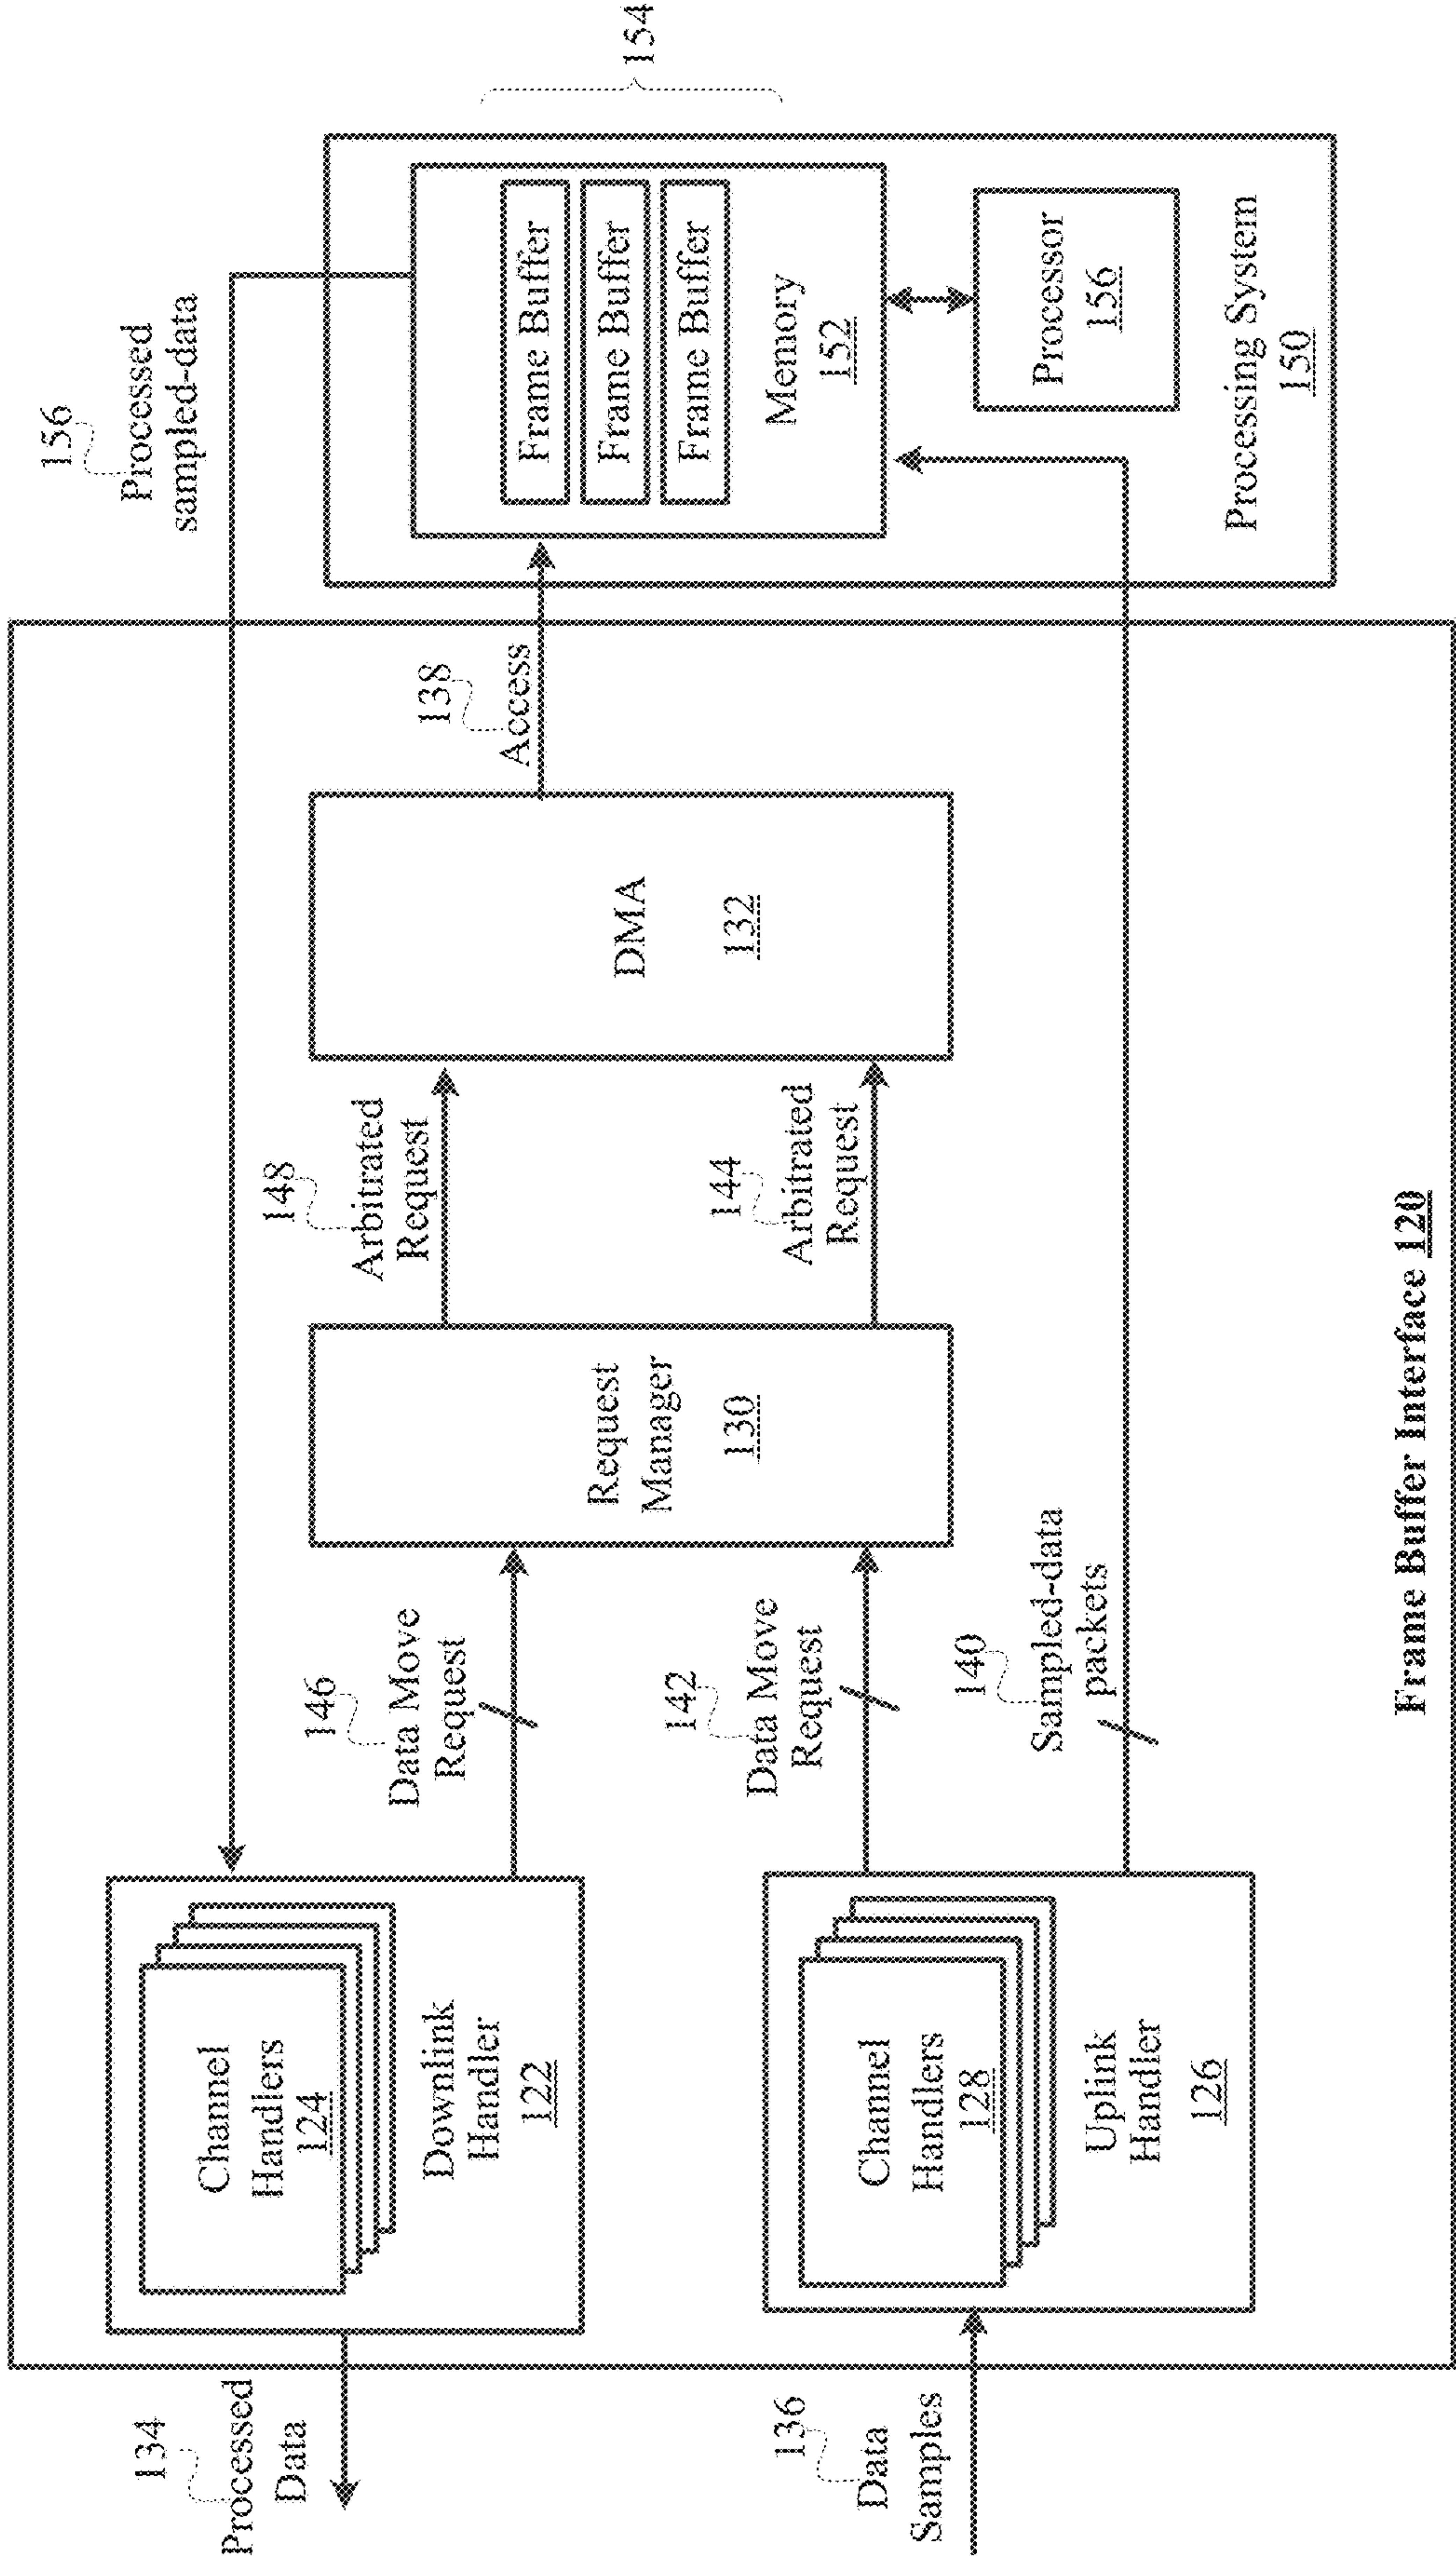 134
Processed
Data
136
Data
Samples
Channel
Handlers
124
Downlink
Handler
122
Channel
Handlers
128
Uplink
Handler
126
146
Data Move
Request
142
Data Move
Request
140
Sampled-data
packets
Request
Manager
130
148
Arbitrated
Request
144
Arbitrated
Request
DMA
132
138
Access
156
Processed
sampled-data
Frame Buffer
Frame Buffer
Frame Buffer
Memory
152
154
Processor
156
Processing System
150
Frame Buffer Interface 120